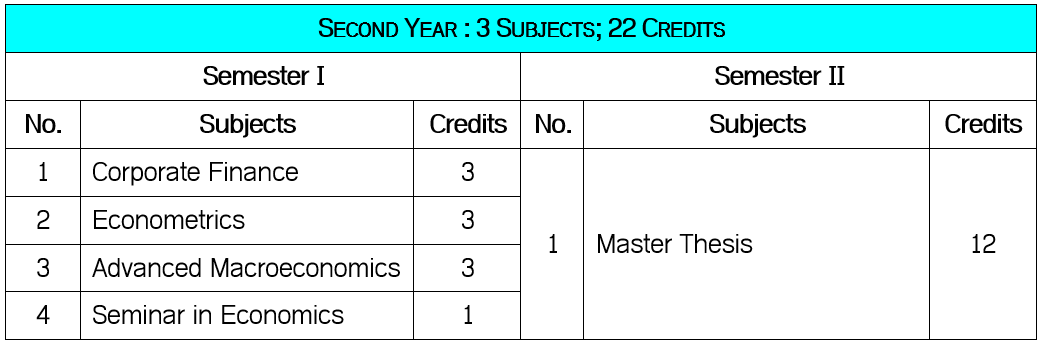 SECOND YEAR : 3 SUBJECTS; 22 CREDITS
Semester I Semester II
No. Subjects Credits No. Subjects Credits
1 Corporate Finance 3
2 Econometrics 3
1 Master Thesis 12
3 Advanced Macroeconomics 3
4 Seminar in Economics 1